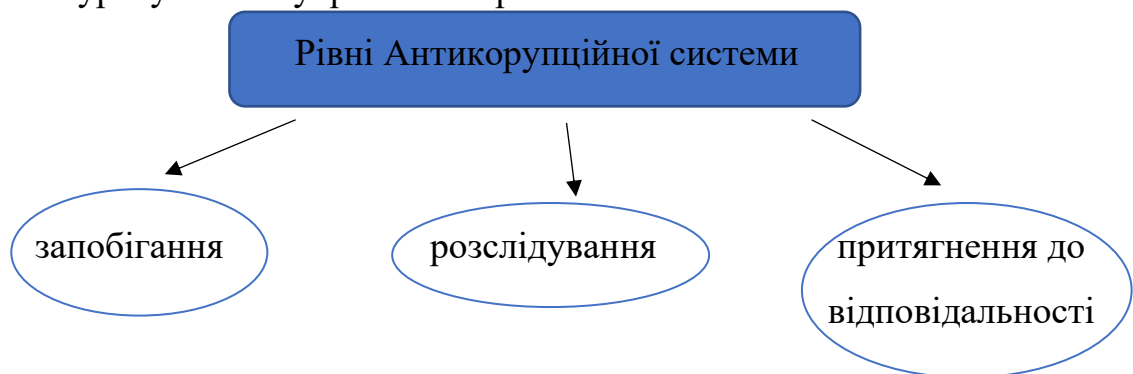 Рівні Антикорупційної системи
запобігання
розслідування
притягнення до
відповідальності